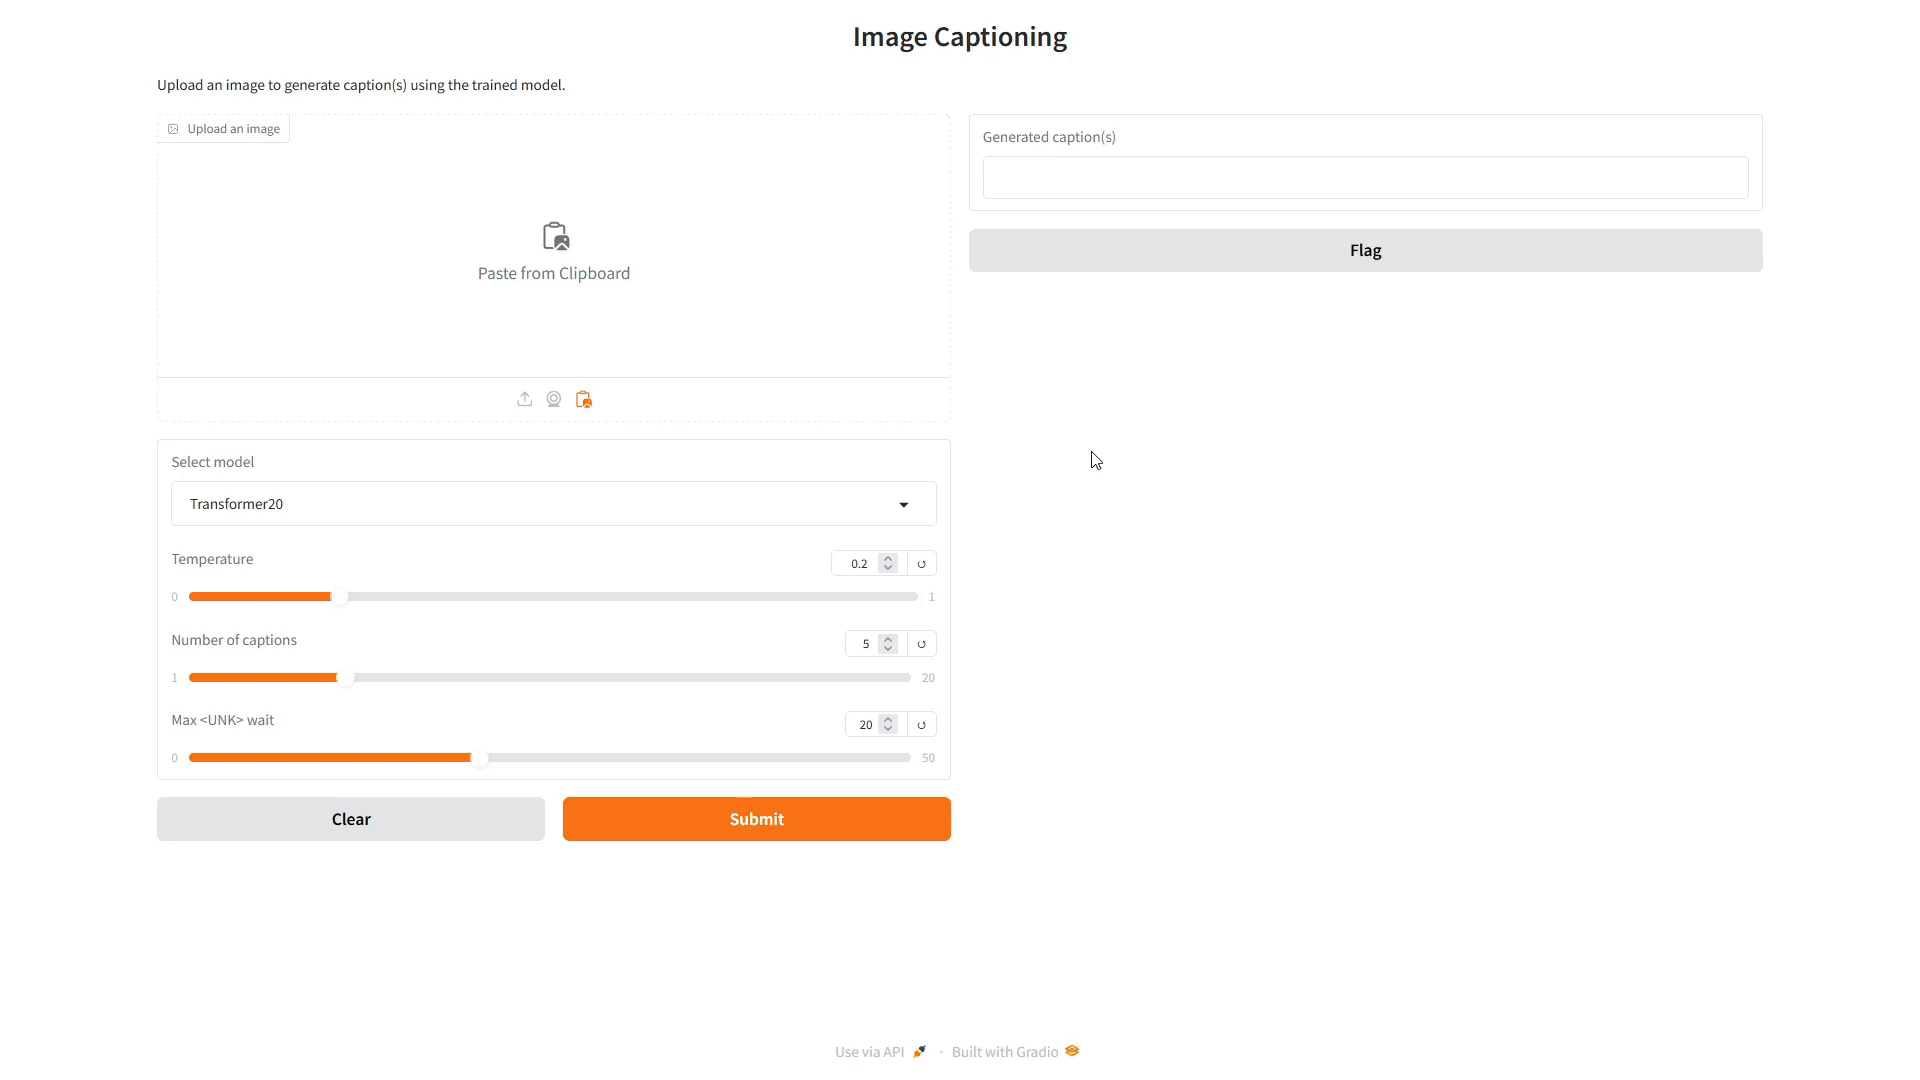 Image Captioning
Upload an image to generate caption(s) using the trained model.
Upload an image
Paste from Clipboard
Generated caption(s)
Flag
Select model
Transformer20
Temperature
0.2
0
1
Number of captions
5
1
20
Max <UNK> wait
20
0
50
Clear
Submit
Use via API · Built with Gradio